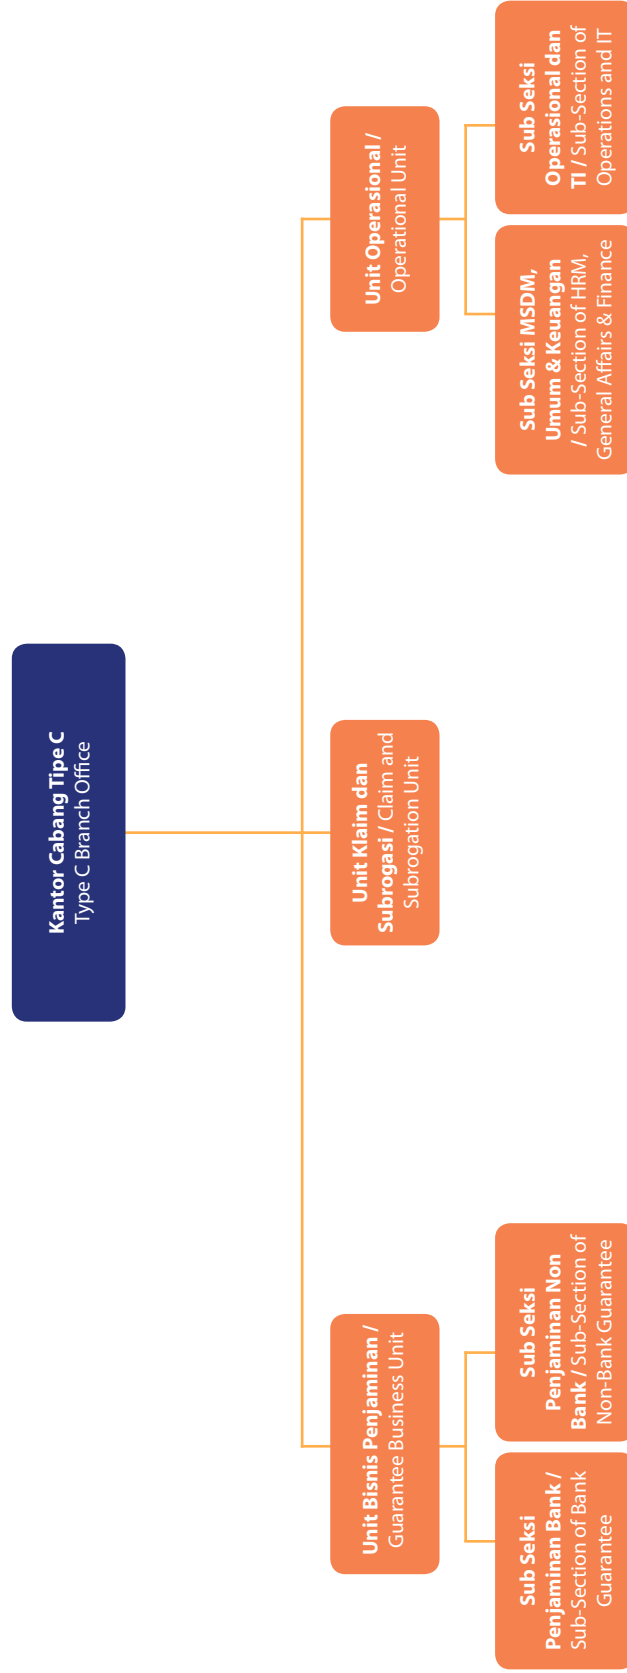 Kantor Cabang Tipe C
Type C Branch Office
Unit Bisnis Penjaminan /
Guarantee Business Unit
Unit Klaim dan
Subrogasi / Claim and
Subrogation Unit
Unit Operasional /
Operational Unit
Sub Seksi
Penjaminan Bank /
Sub-Section of Bank
Guarantee
Sub Seksi
Penjaminan Non
Bank / Sub-Section of
Non-Bank Guarantee
Sub Seksi MSDM,
Umum & Keuangan
/ Sub-Section of HRM,
General Affairs & Finance
Sub Seksi
Operasional dan
TI / Sub-Section of
Operations and IT